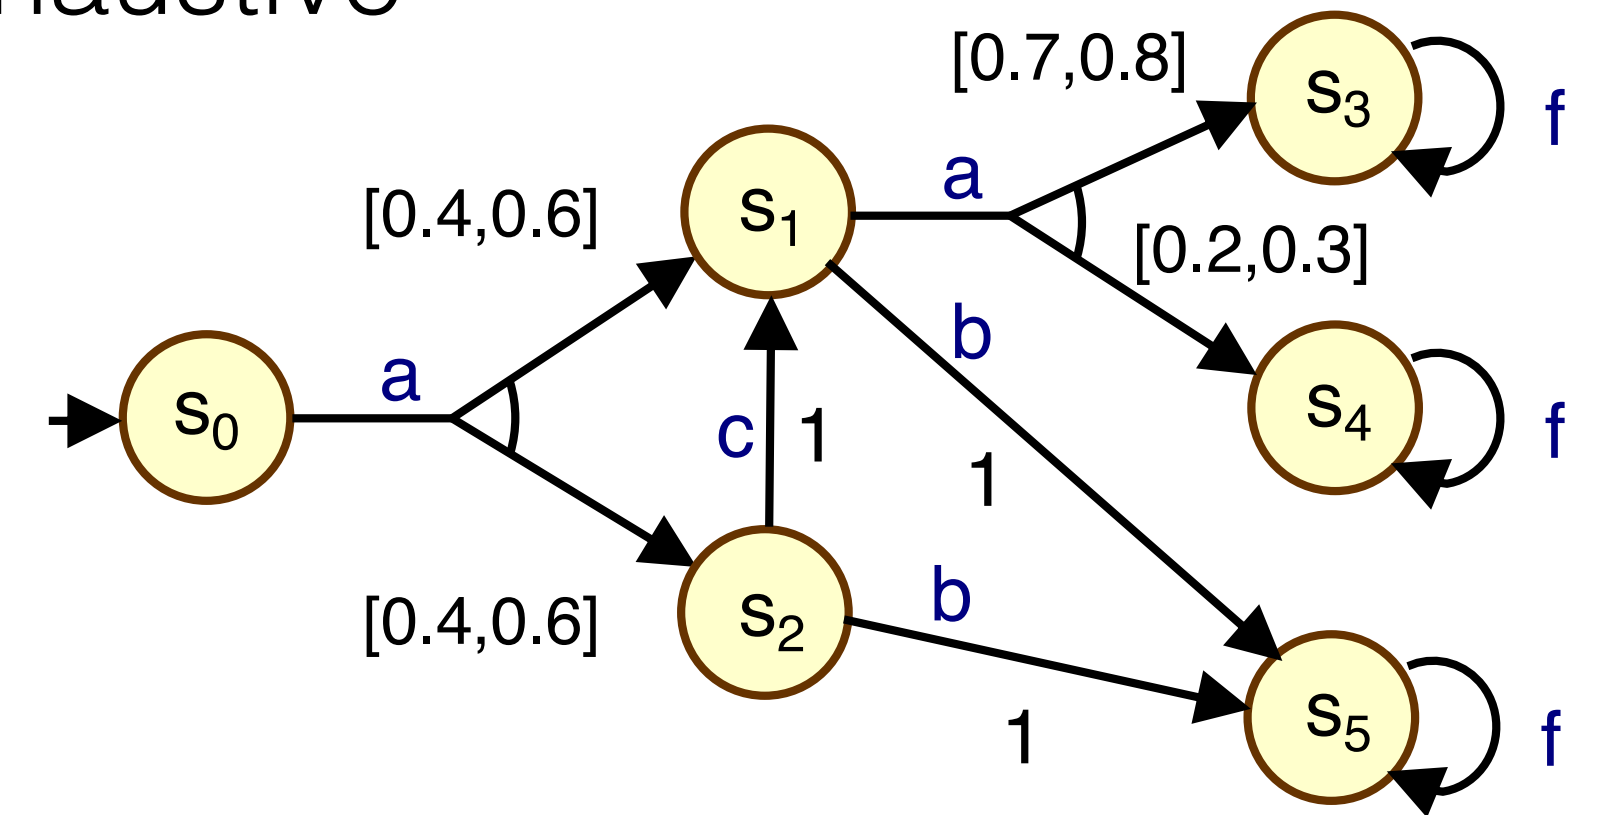 [0.7,0.8]
s3
f
a
[0.4,0.6]
s1
[0.2,0.3]
b
a
s0
c
1
s4
f
1
b
[0.4,0.6]
s2
1
s5
f